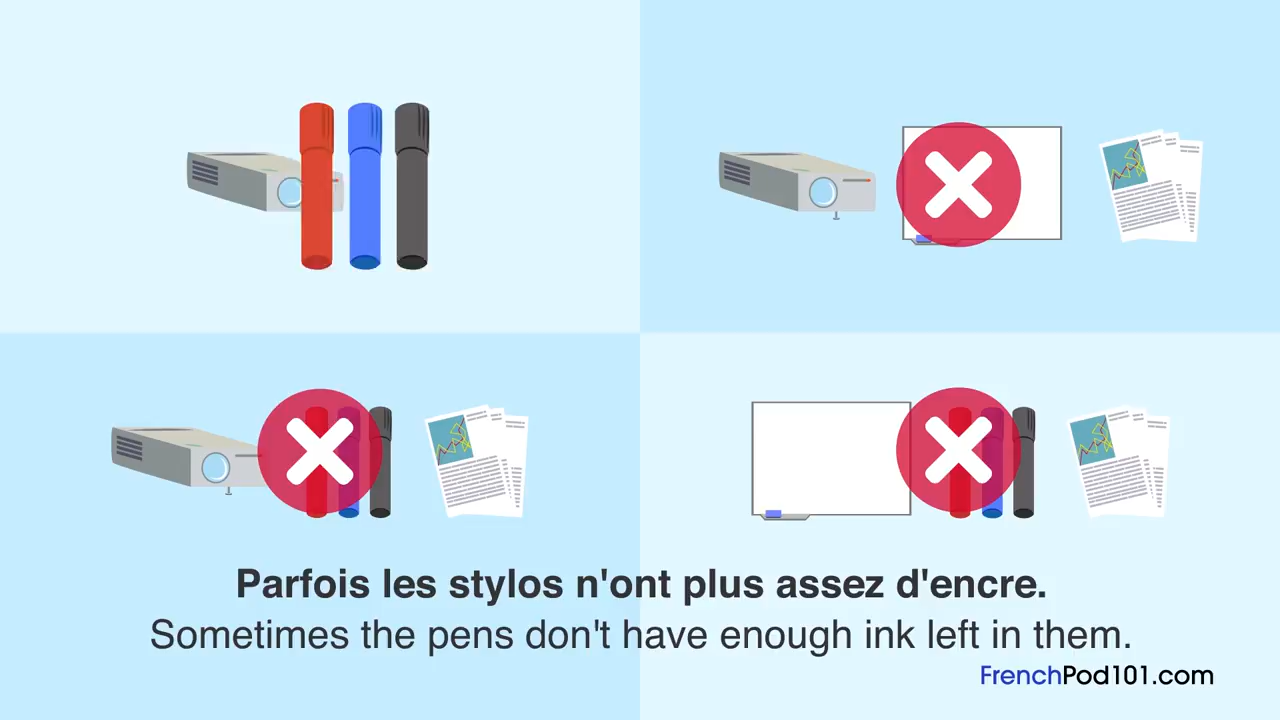 Parfois les stylos n'ont plus assez d'encre.
Sometimes the pens don't have enough ink left in them.
FrenchPod101.com